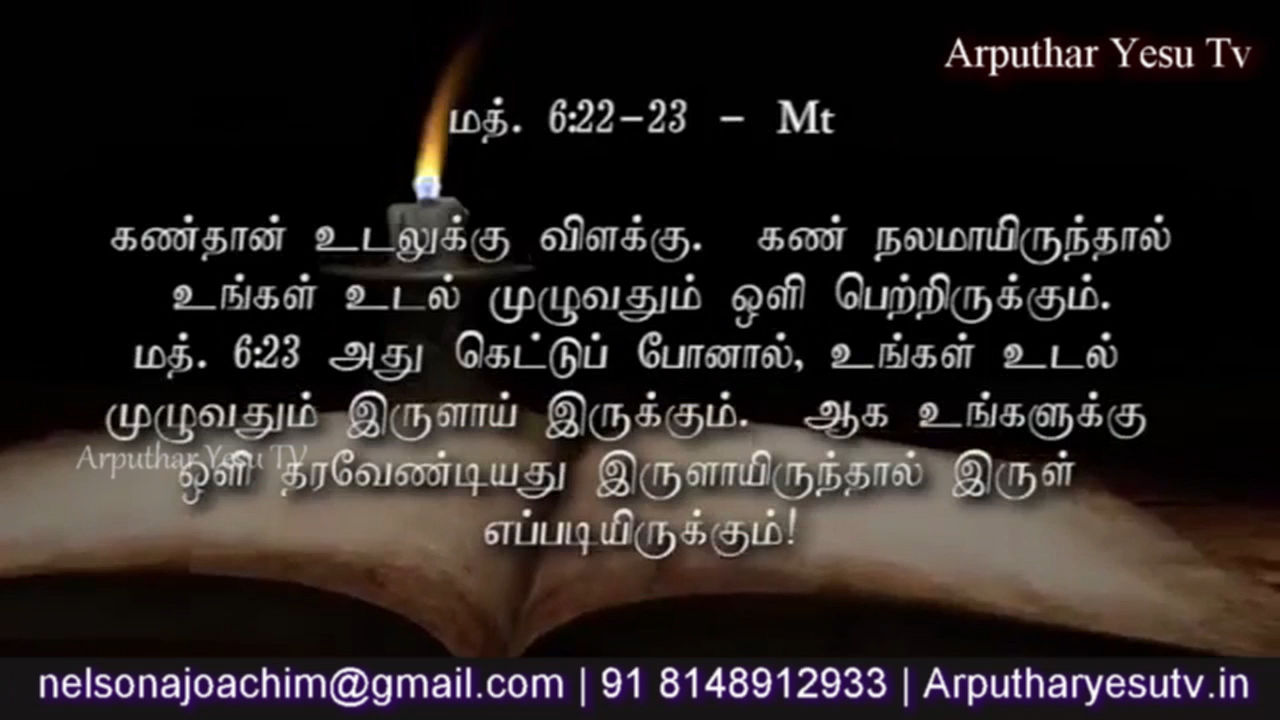 Arputhar Yesu Tv
மத். 6:22-23 - Mt
கண்தான் உடலுக்கு விளக்கு. கண் நலமாயிருந்தால்
உங்கள் உடல் முழுவதும் ஒளி பெற்றிருக்கும்.
மத். 6:23 அது கெட்டுப் போனால், உங்கள் உடல்
முழுவதும் இருளாய் இருக்கும். ஆக உங்களுக்கு
Arputhar Yesu TV
ஒளி தரவேண்டியது இருளாயிருந்தால் இருள்
எப்படியிருக்கும்!
nelsonajoachim@gmail.com | 91 8148912933 | Arputharyesutv.in